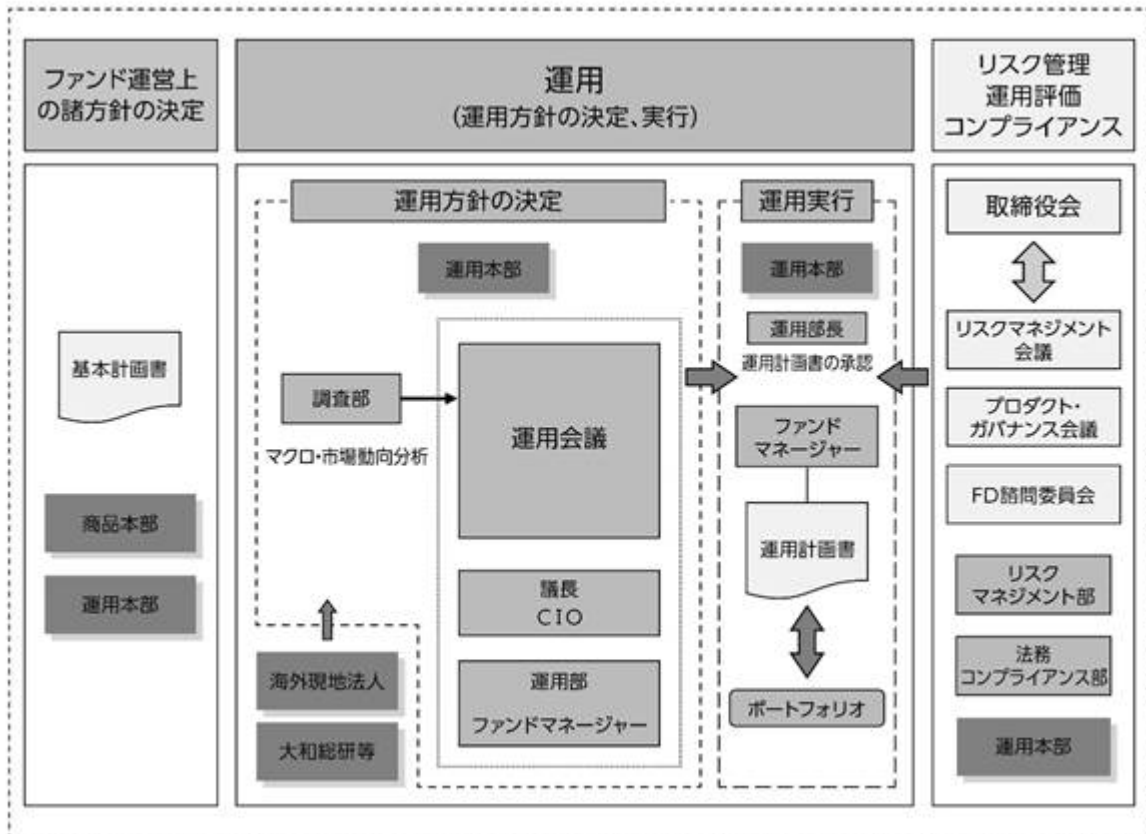 ファンド運営上
の諸方針の決定
運用
(運用方針の決定、実行)
リスク管理
運用評価
コンプライアンス
基本計画書
商品本部
運用本部
運用方針の決定
運用本部
調査部
マクロ・市場動向分析
運用会議
議長
CIO
運用部
ファンドマネージャー
海外現地法人
大和総研等
運用実行
運用本部
運用部長
運用計画書の承認
ファンド
マネージャー
運用計画書
ポートフォリオ
取締役会
リスクマネジメント
会議
プロダクト・
ガバナンス会議
FD諮問委員会
リスク
マネジメント部
法務
コンプライアンス部
運用本部